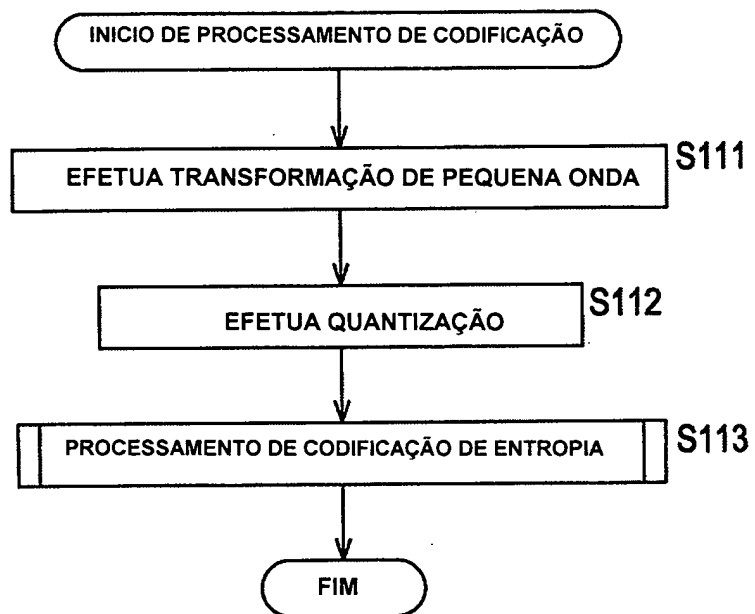 INICIO DE PROCESSAMENTO DE CODIFICAÇÃO
S111
EFETUA TRANSFORMAÇÃO DE PEQUENA ONDA
S112
EFETUA QUANTIZAÇÃO
S113
PROCESSAMENTO DE CODIFICAÇÃO DE ENTROPIA
FIM